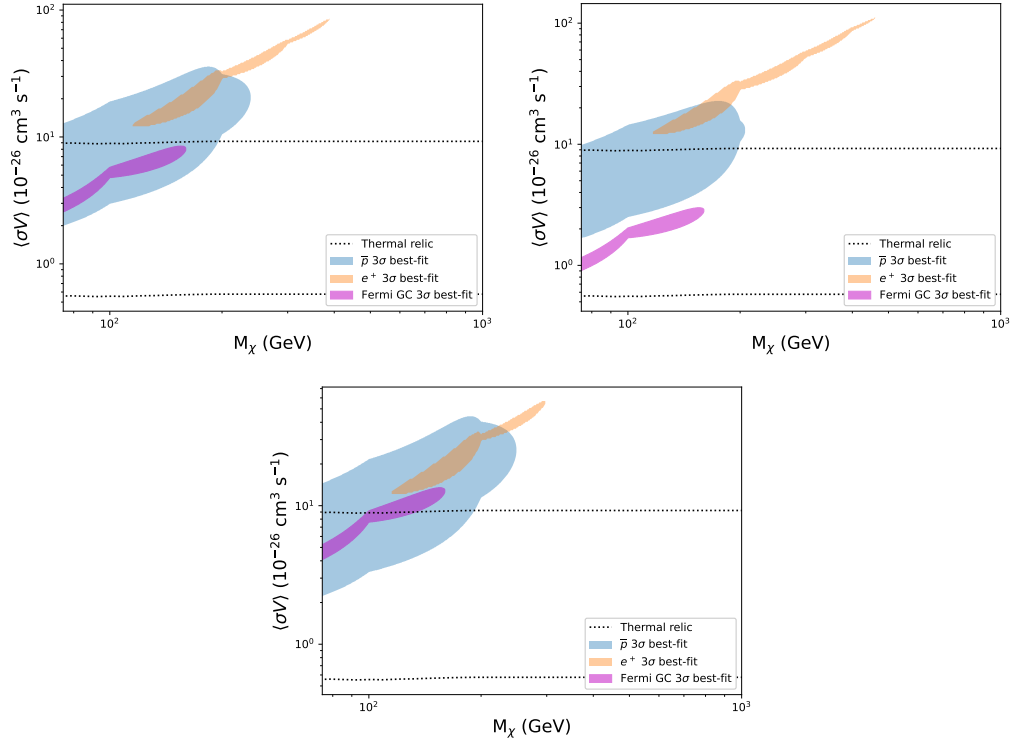 10²
10¹
10⁰
⟨σV⟩ (10⁻²⁶ cm³ s⁻¹)
Thermal relic
p̅ 3σ best-fit
e⁺ 3σ best-fit
Fermi GC 3σ best-fit
10²
10³
M_χ (GeV)
10²
10¹
10⁰
⟨σV⟩ (10⁻²⁶ cm³ s⁻¹)
Thermal relic
p̅ 3σ best-fit
e⁺ 3σ best-fit
Fermi GC 3σ best-fit
10²
10³
M_χ (GeV)
10¹
10⁰
⟨σV⟩ (10⁻²⁶ cm³ s⁻¹)
Thermal relic
p̅ 3σ best-fit
e⁺ 3σ best-fit
Fermi GC 3σ best-fit
10²
10³
M_χ (GeV)